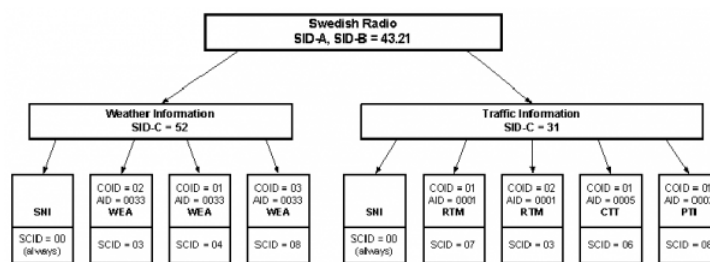 Swedish Radio
SID-A, SID-B = 43.21
Weather Information
SID-C = 52
Traffic Information
SID-C = 31
SNI
SCID = 00
(always)
COID = 02
AID = 0033
WEA
SCID = 03
COID = 01
AID = 0033
WEA
SCID = 04
COID = 03
AID = 0033
WEA
SCID = 08
SNI
SCID = 00
(always)
COID = 01
AID = 0001
RTM
SCID = 07
COID = 02
AID = 0001
RTM
SCID = 03
COID = 01
AID = 0005
CTT
SCID = 06
COID = 01
PTI
SCID = 08